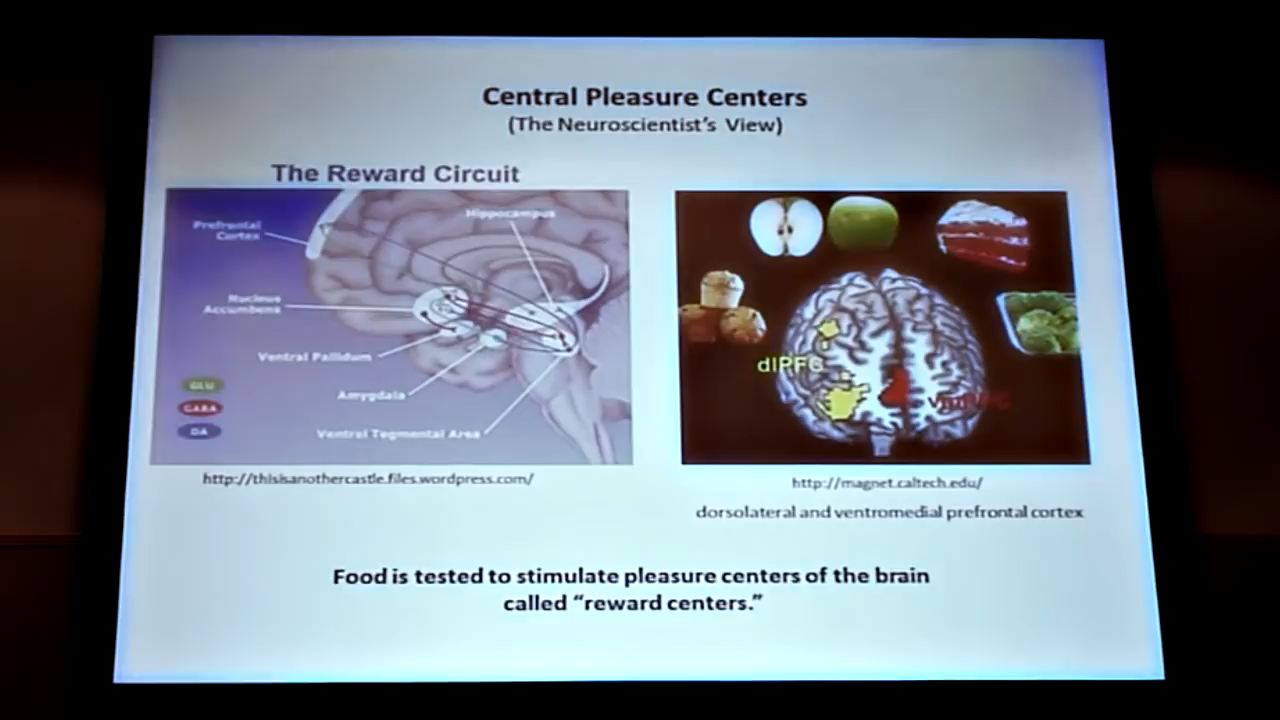 Central Pleasure Centers
(The Neuroscientist's View)
The Reward Circuit
Prefrontal
Cortex
Hippocampus
Nucleus
Accumbens
Ventral Pallidum
Amygdala
Ventral Tegmental Area
GLU
GABA
DA
http://thisisanothercastle.files.wordpress.com/
dlPFC
http://magnet.caltech.edu/
dorsolateral and ventromedial prefrontal cortex
Food is tested to stimulate pleasure centers of the brain
called “reward centers.”